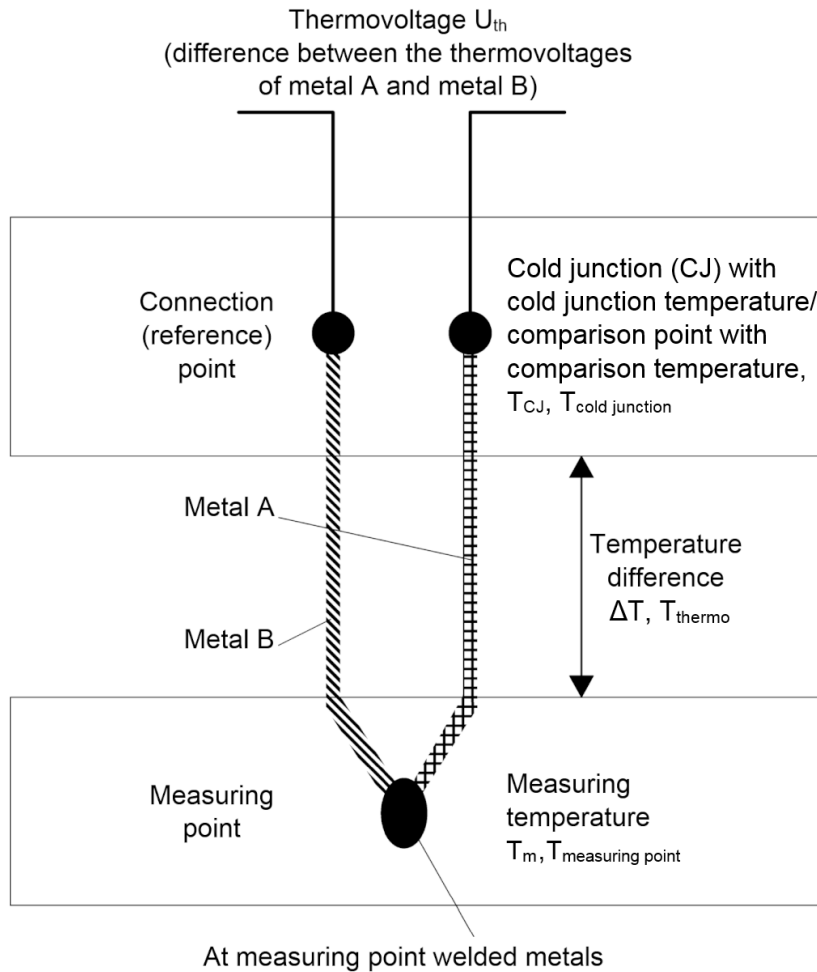 Thermovoltage Uth
(difference between the thermovoltages
of metal A and metal B)
Connection
(reference)
point
Cold junction (CJ) with
cold junction temperature/
comparison point with
comparison temperature,
TCJ, Tcold junction
Metal A
Temperature
difference
ΔT, Tthermo
Metal B
Measuring
point
Measuring
temperature
Tm,Tmeasuring point
At measuring point welded metals